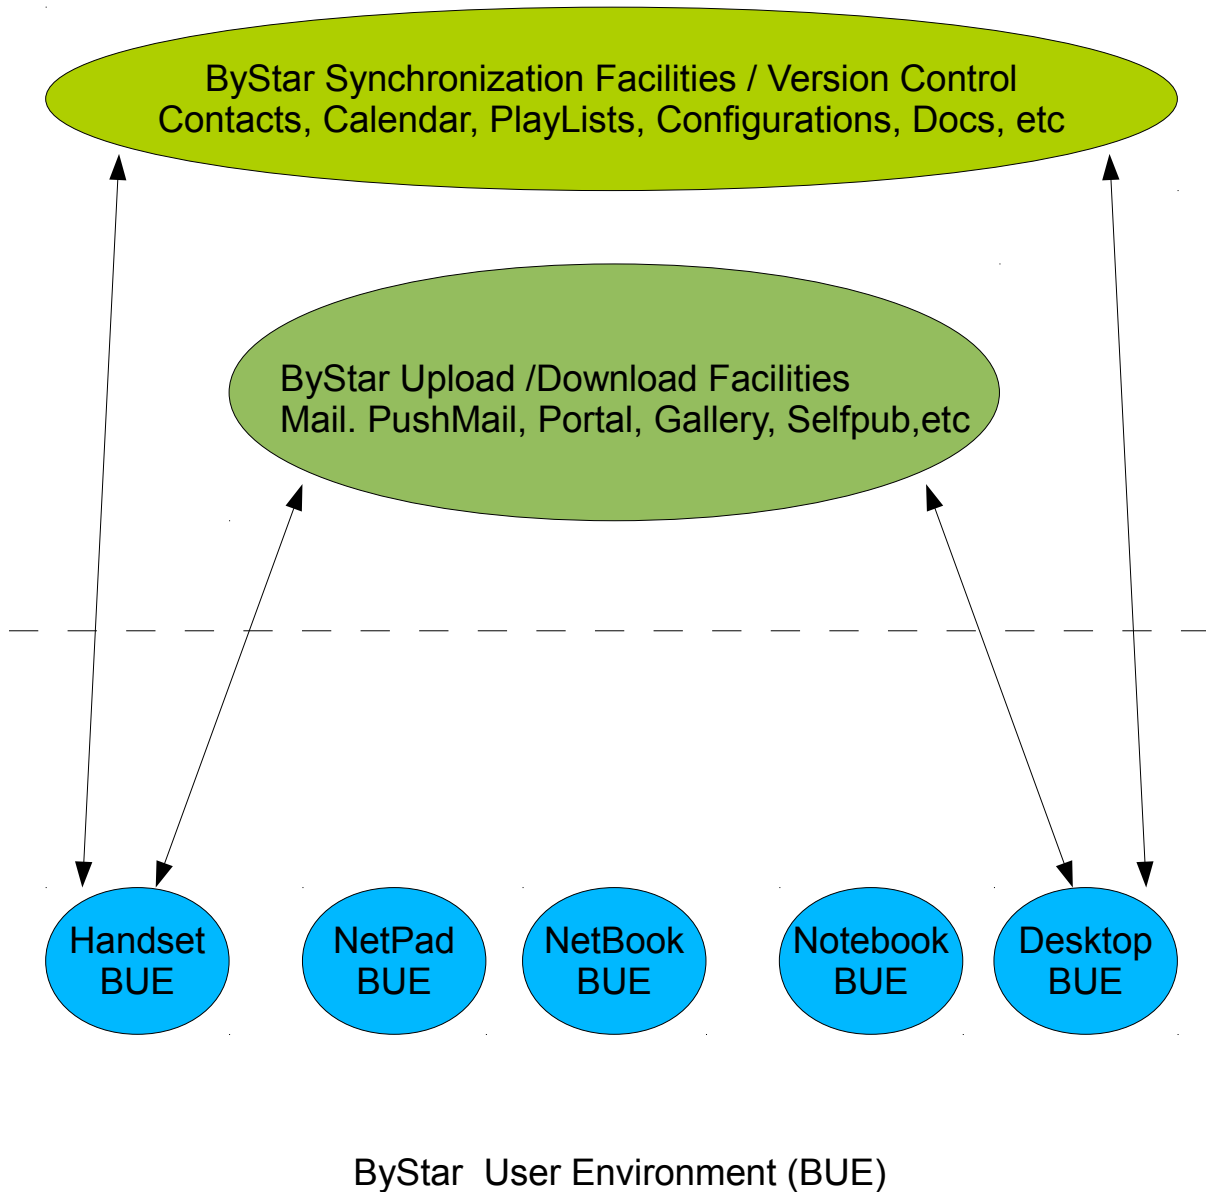 ByStar Synchronization Facilities / Version Control
Contacts, Calendar, PlayLists, Configurations, Docs, etc
ByStar Upload /Download Facilities
Mail. PushMail, Portal, Gallery, Selfpub,etc
Handset
BUE
NetPad
BUE
NetBook
BUE
Notebook
BUE
Desktop
BUE
ByStar  User Environment (BUE)